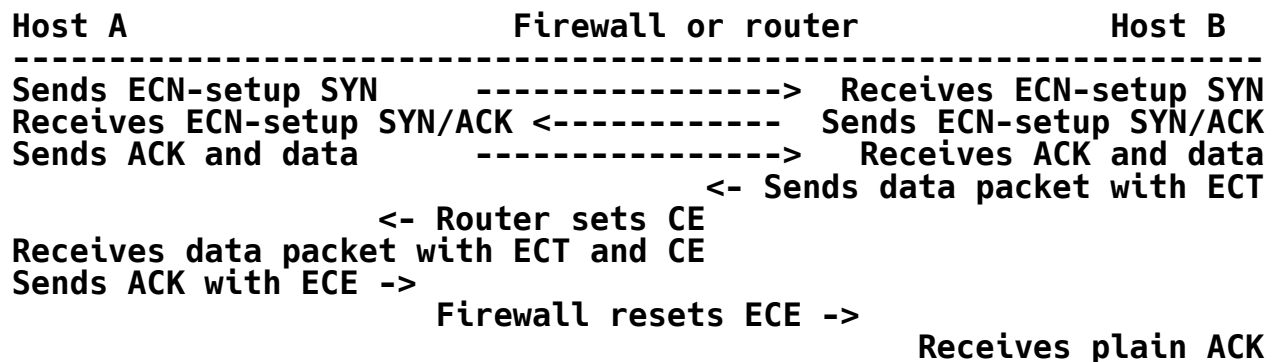 Host A                    Firewall or router             Host B
-----------------------------------------------------------------
Sends ECN-setup SYN     ----------------> Receives ECN-setup SYN
Receives ECN-setup SYN/ACK <------------ Sends ECN-setup SYN/ACK
Sends ACK and data      ----------------> Receives ACK and data
<- Sends data packet with ECT
<- Router sets CE
Receives data packet with ECT and CE
Sends ACK with ECE ->
Firewall resets ECE ->
Receives plain ACK